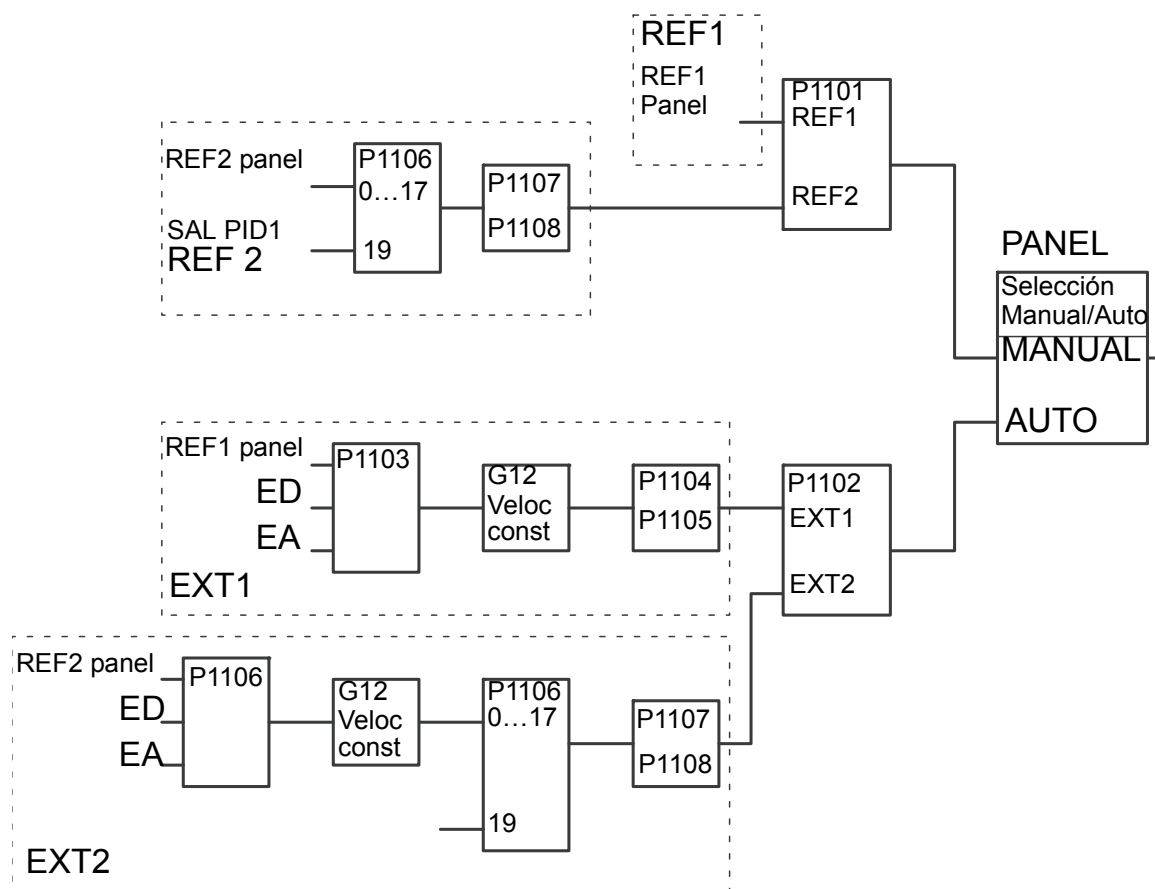 REF1
REF1
Panel
P1101
REF1
REF2
REF2 panel
P1106
0…17
SAL PID1
19
REF 2
P1107
P1108
PANEL
Selección
Manual/Auto
MANUAL
AUTO
REF1 panel
ED
EA
EXT1
P1103
G12
Veloc
const
P1104
P1105
P1102
EXT1
EXT2
REF2 panel
ED
EA
P1106
G12
Veloc
const
P1106
0…17
19
P1107
P1108
EXT2